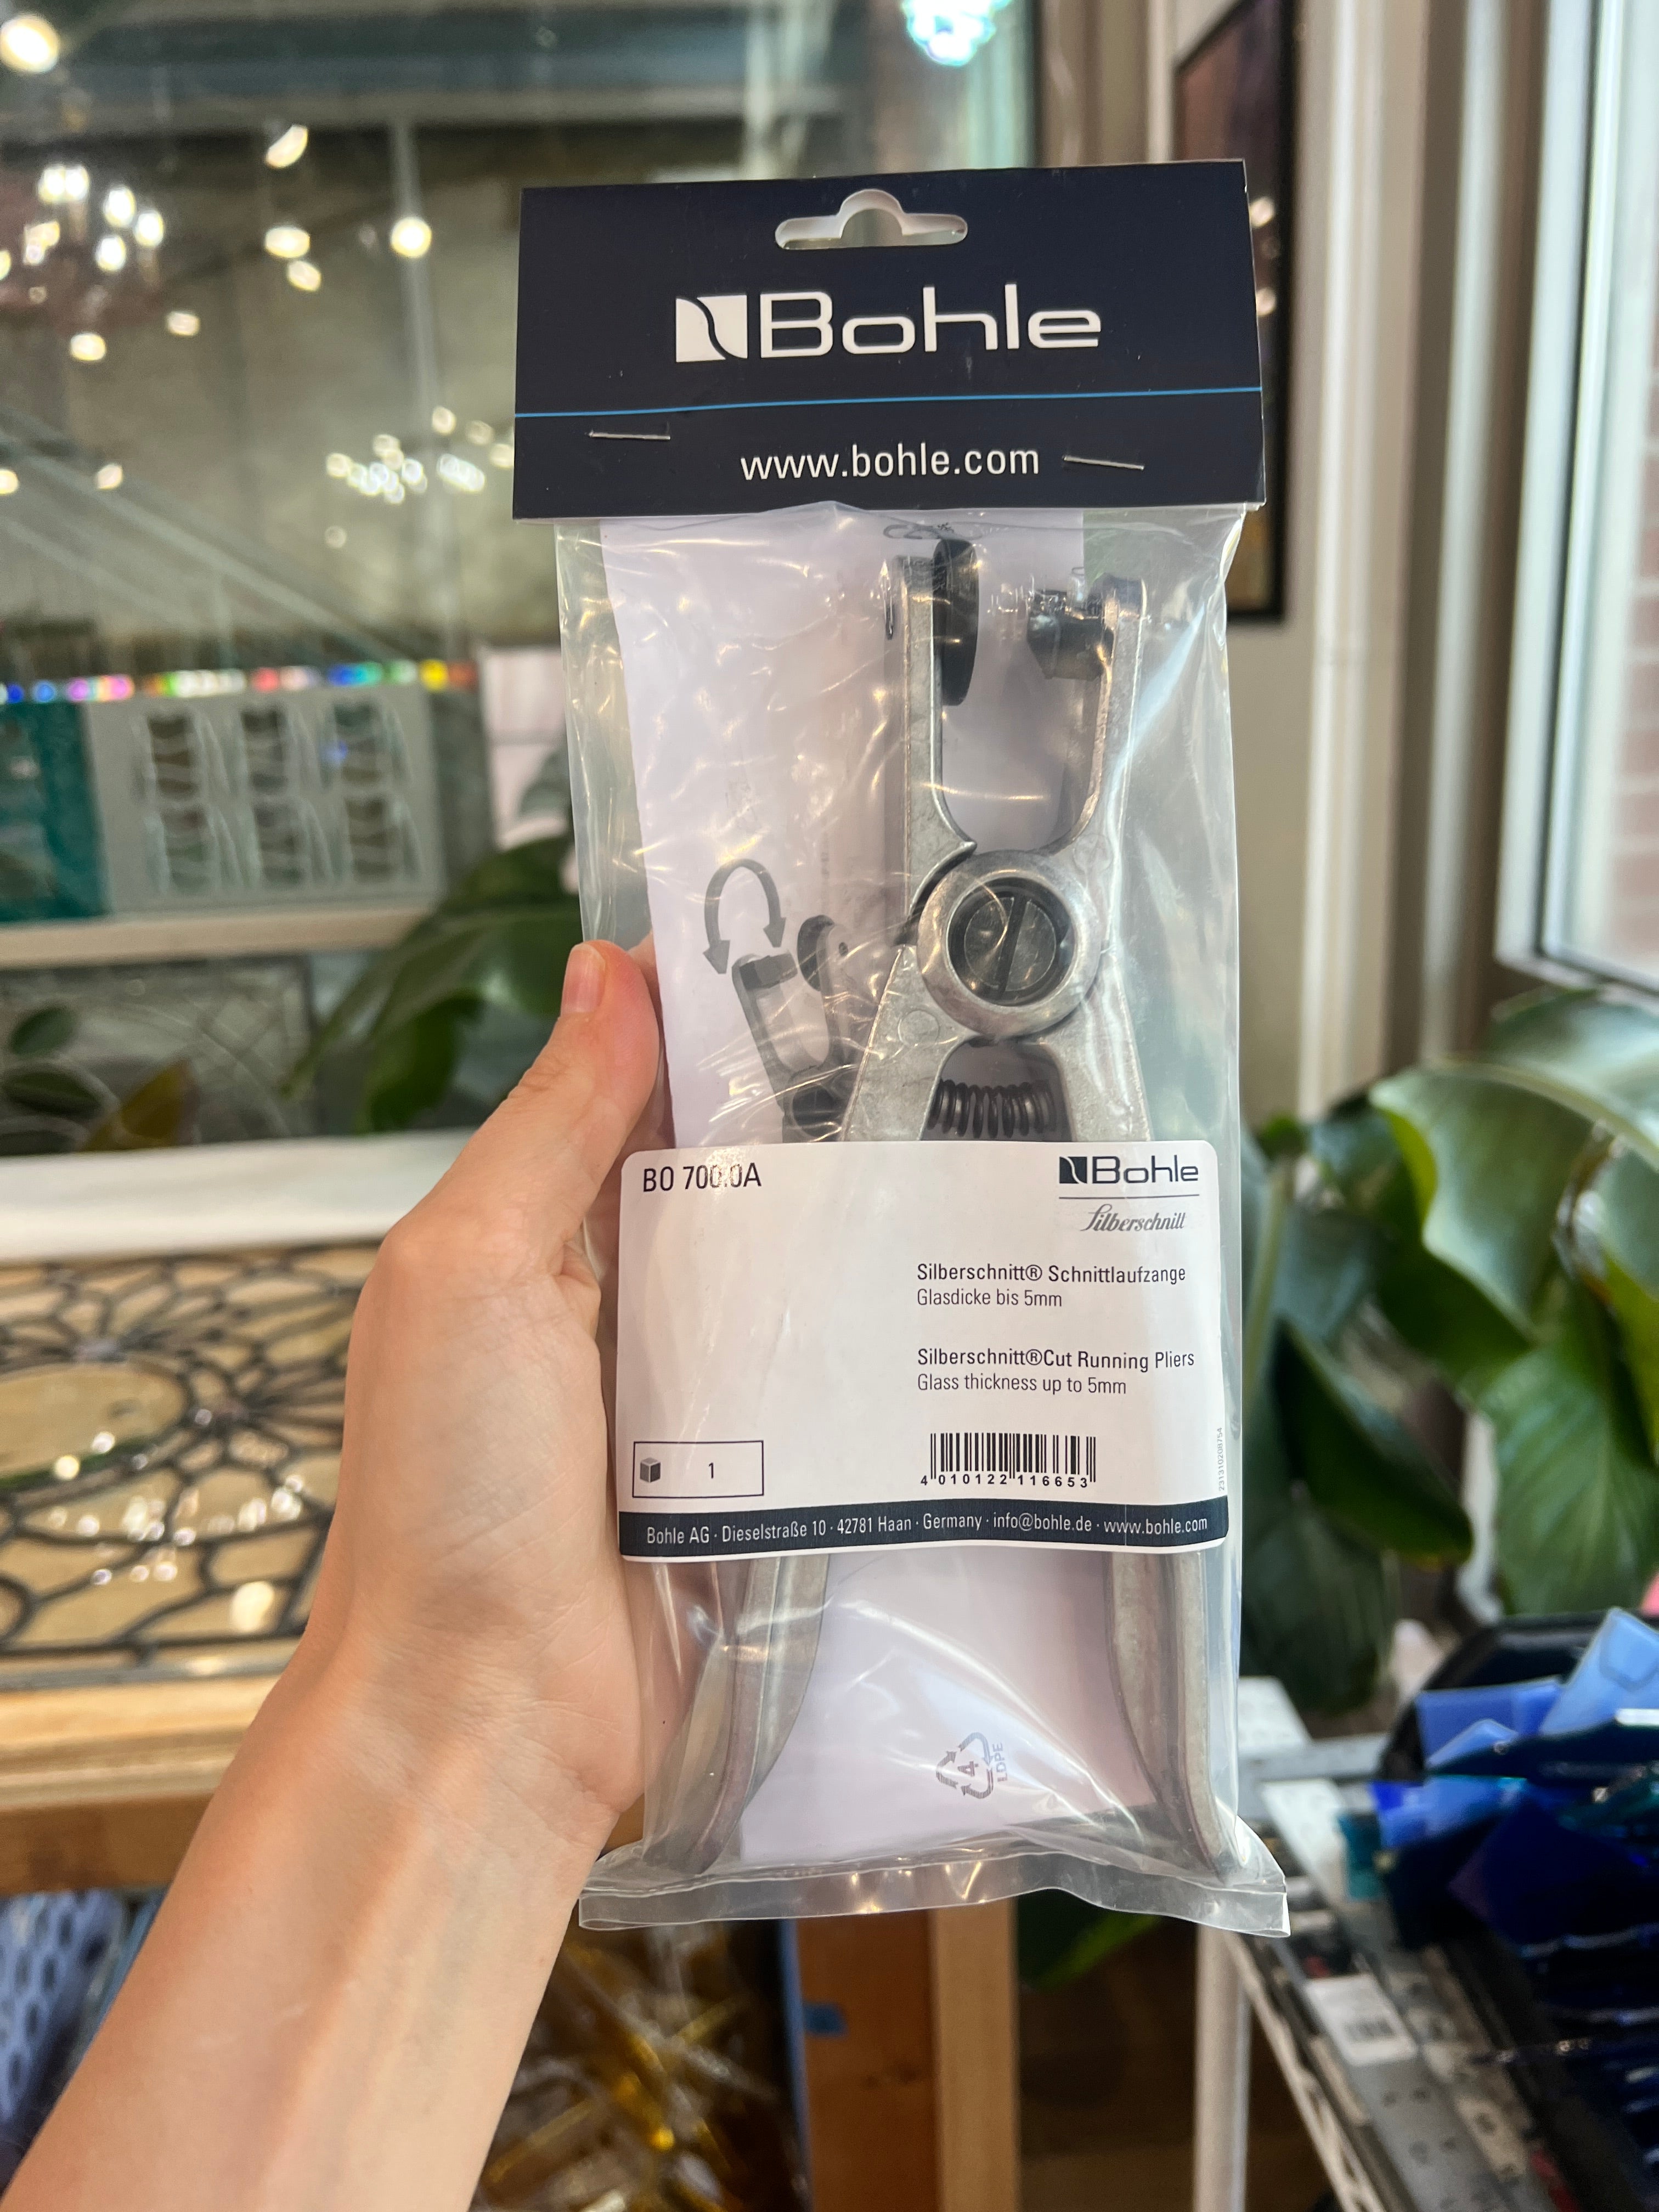 Bohle
www.bohle.com
BO 700.0A
Bohle
Silberschnitt
Silberschnitt® Schnittlaufzange
Glasdicke bis 5mm
Silberschnitt®Cut Running Pliers
Glass thickness up to 5mm
1
4 010122 116653
Bohle AG · Dieselstraße 10 · 42781 Haan · Germany · info@bohle.de · www.bohle.com
4
LDPE